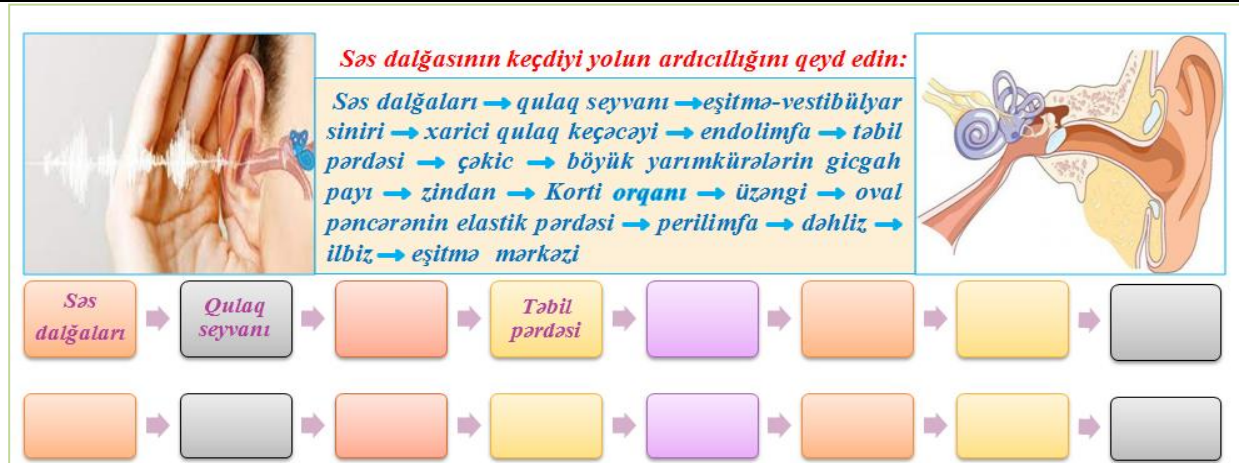 Səs dalğasının keçdiyi yolun ardıcıllığını qeyd edin:
Səs dalğaları → qulaq seyvanı → eşitmə-vestibülyar
siniri → xarici qulaq keçəcəyi → endolimfa → təbil
pərdəsi → çəkic → böyük yarımkürələrin gicgah
payı → zindan → Korti orqanı → üzəngi → oval
pəncərənin elastik pərdəsi → perilimfa → dəhliz →
ilbiz → eşitmə mərkəzi
Səs
dalğaları
Qulaq
seyvanı
Təbil
pərdəsi